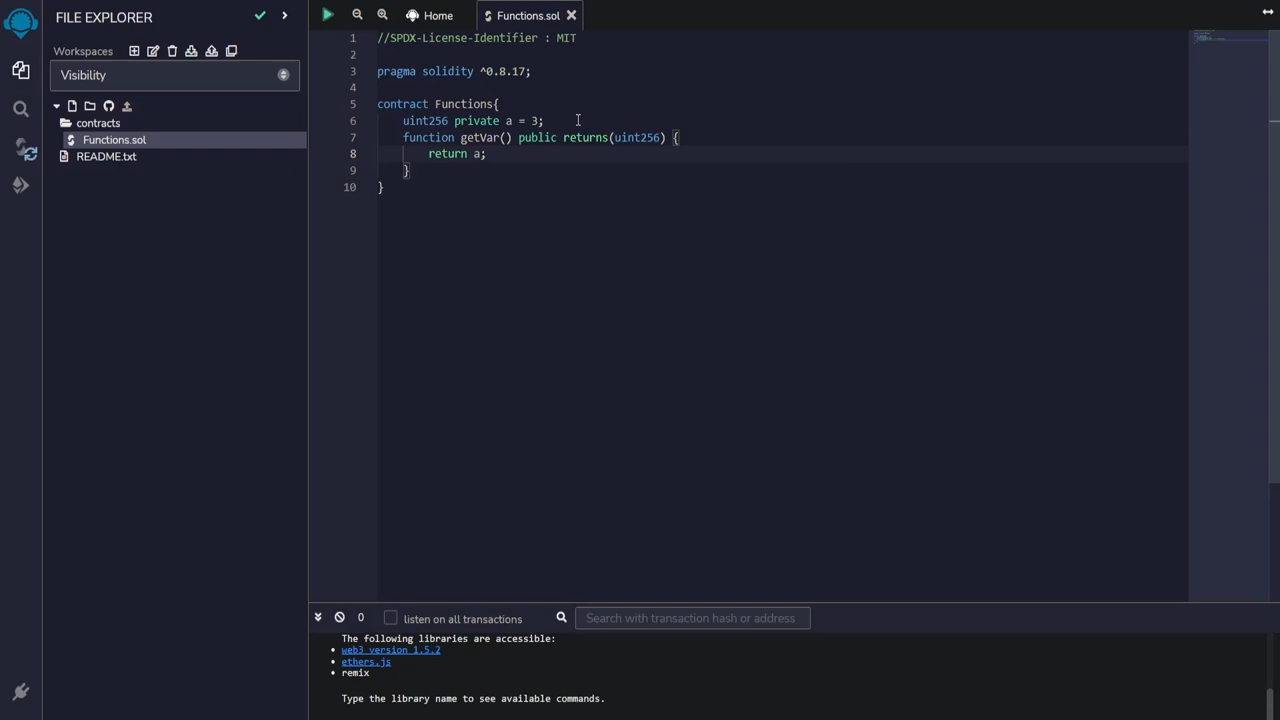 FILE EXPLORER
Home
Functions.sol
Workspaces
Visibility
contracts
Functions.sol
README.txt
1 //SPDX-License-Identifier : MIT
2
3 pragma solidity ^0.8.17;
4
5 contract Functions{
6 uint256 private a = 3;
7 function getVar() public returns(uint256) {
8 return a;
9 }
10 }
0 listen on all transactions Search with transaction hash or address
The following libraries are accessible:
• web3 version 1.5.2
• ethers.js
• remix
Type the library name to see available commands.